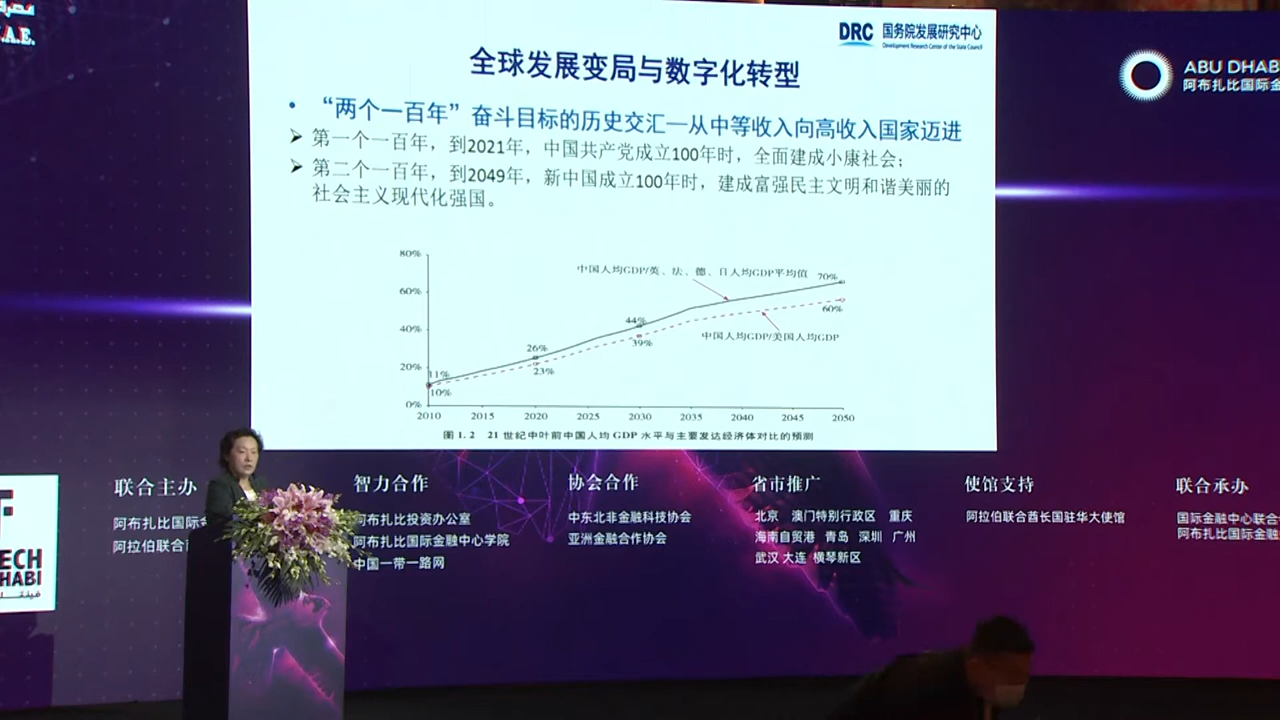 مصرف
.A.E.
DRC 国务院发展研究中心
Development Research Center of the State Council
ABU DHAB
阿布扎比国际金
全球发展变局与数字化转型
• “两个一百年”奋斗目标的历史交汇—从中等收入向高收入国家迈进
➢ 第一个一百年，到2021年，中国共产党成立100年时，全面建成小康社会；
➢ 第二个一百年，到2049年，新中国成立100年时，建成富强民主文明和谐美丽的
社会主义现代化强国。
80%
60%
40%
20%
0%
中国人均GDP/英、法、德、日人均GDP平均值
70%
60%
中国人均GDP/美国人均GDP
44%
39%
26%
23%
11%
10%
2010 2015 2020 2025 2030 2035 2040 2045 2050
图 1.2 21 世纪中叶前中国人均 GDP 水平与主要发达经济体对比的预测
联合主办
阿布扎比国际金
阿拉伯联合
智力合作
阿布扎比投资办公室
阿布扎比国际金融中心学院
中国一带一路网
协会合作
中东北非金融科技协会
亚洲金融合作协会
省市推广
北京 澳门特别行政区 重庆
海南自贸港 青岛 深圳 广州
武汉 大连 横琴新区
使馆支持
阿拉伯联合酋长国驻华大使馆
联合承办
国际金融中心联合
阿布扎比国际金融
TECH
HABI